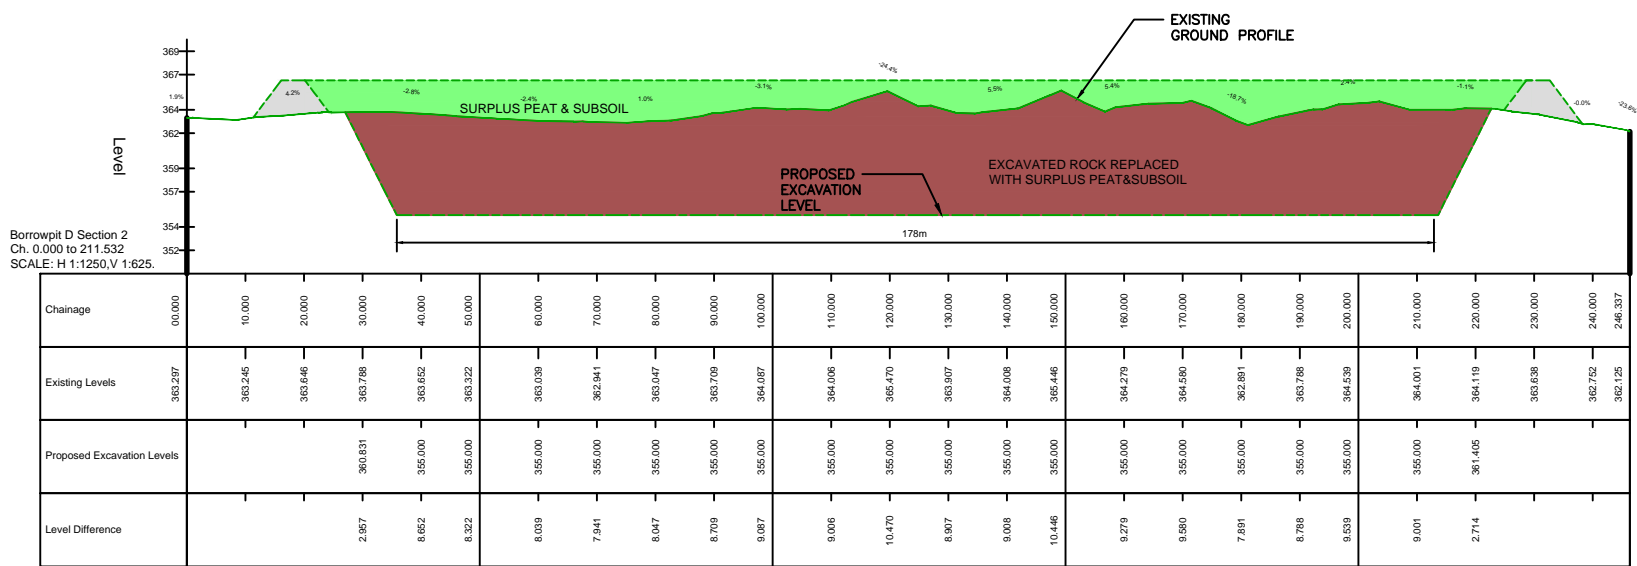 EXISTING
GROUND PROFILE
369
367
364
362
359
357
354
352
Level
1.9%
4.2%
-2.8%
-2.4%
1.0%
-3.1%
-24.4%
5.5%
5.4%
-18.7%
2.4%
-1.1%
-0.0%
-23.6%
SURPLUS PEAT & SUBSOIL
EXCAVATED ROCK REPLACED
WITH SURPLUS PEAT&SUBSOIL
PROPOSED
EXCAVATION
LEVEL
178m
Borrowpit D Section 2
Ch. 0.000 to 211.532
SCALE: H 1:1250,V 1:625.
Chainage 00.000 10.000 20.000 30.000 40.000 50.000 60.000 70.000 80.000 90.000 100.000 110.000 120.000 130.000 140.000 150.000 160.000 170.000 180.000 190.000 200.000 210.000 220.000 230.000 240.000 246.337
Existing Levels 363.297 363.245 363.646 363.788 363.652 363.322 363.039 362.941 363.047 363.709 364.087 364.006 365.470 363.907 364.008 365.446 364.279 364.580 362.891 363.788 364.539 364.001 364.119 363.638 362.752 362.125
Proposed Excavation Levels 360.831 355.000 355.000 355.000 355.000 355.000 355.000 355.000 355.000 355.000 355.000 355.000 355.000 355.000 355.000 355.000 355.000 355.000 355.000 361.405
Level Difference 2.957 8.652 8.322 8.039 7.941 8.047 8.709 9.087 9.006 10.470 8.907 9.008 10.446 9.279 9.580 7.891 8.788 9.539 9.001 2.714